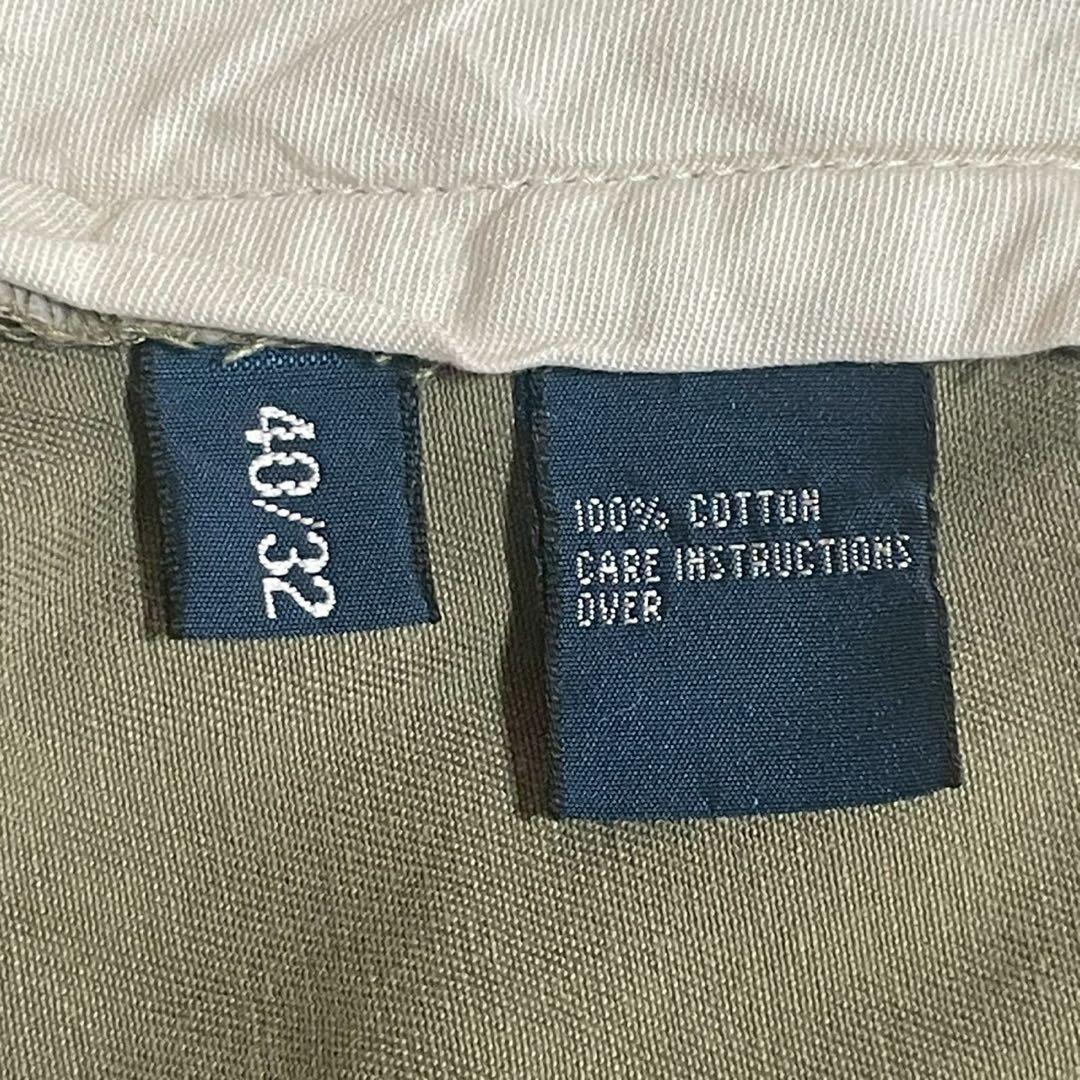 40/32
100% COTTON
CARE INSTRUCTIONS
OVER